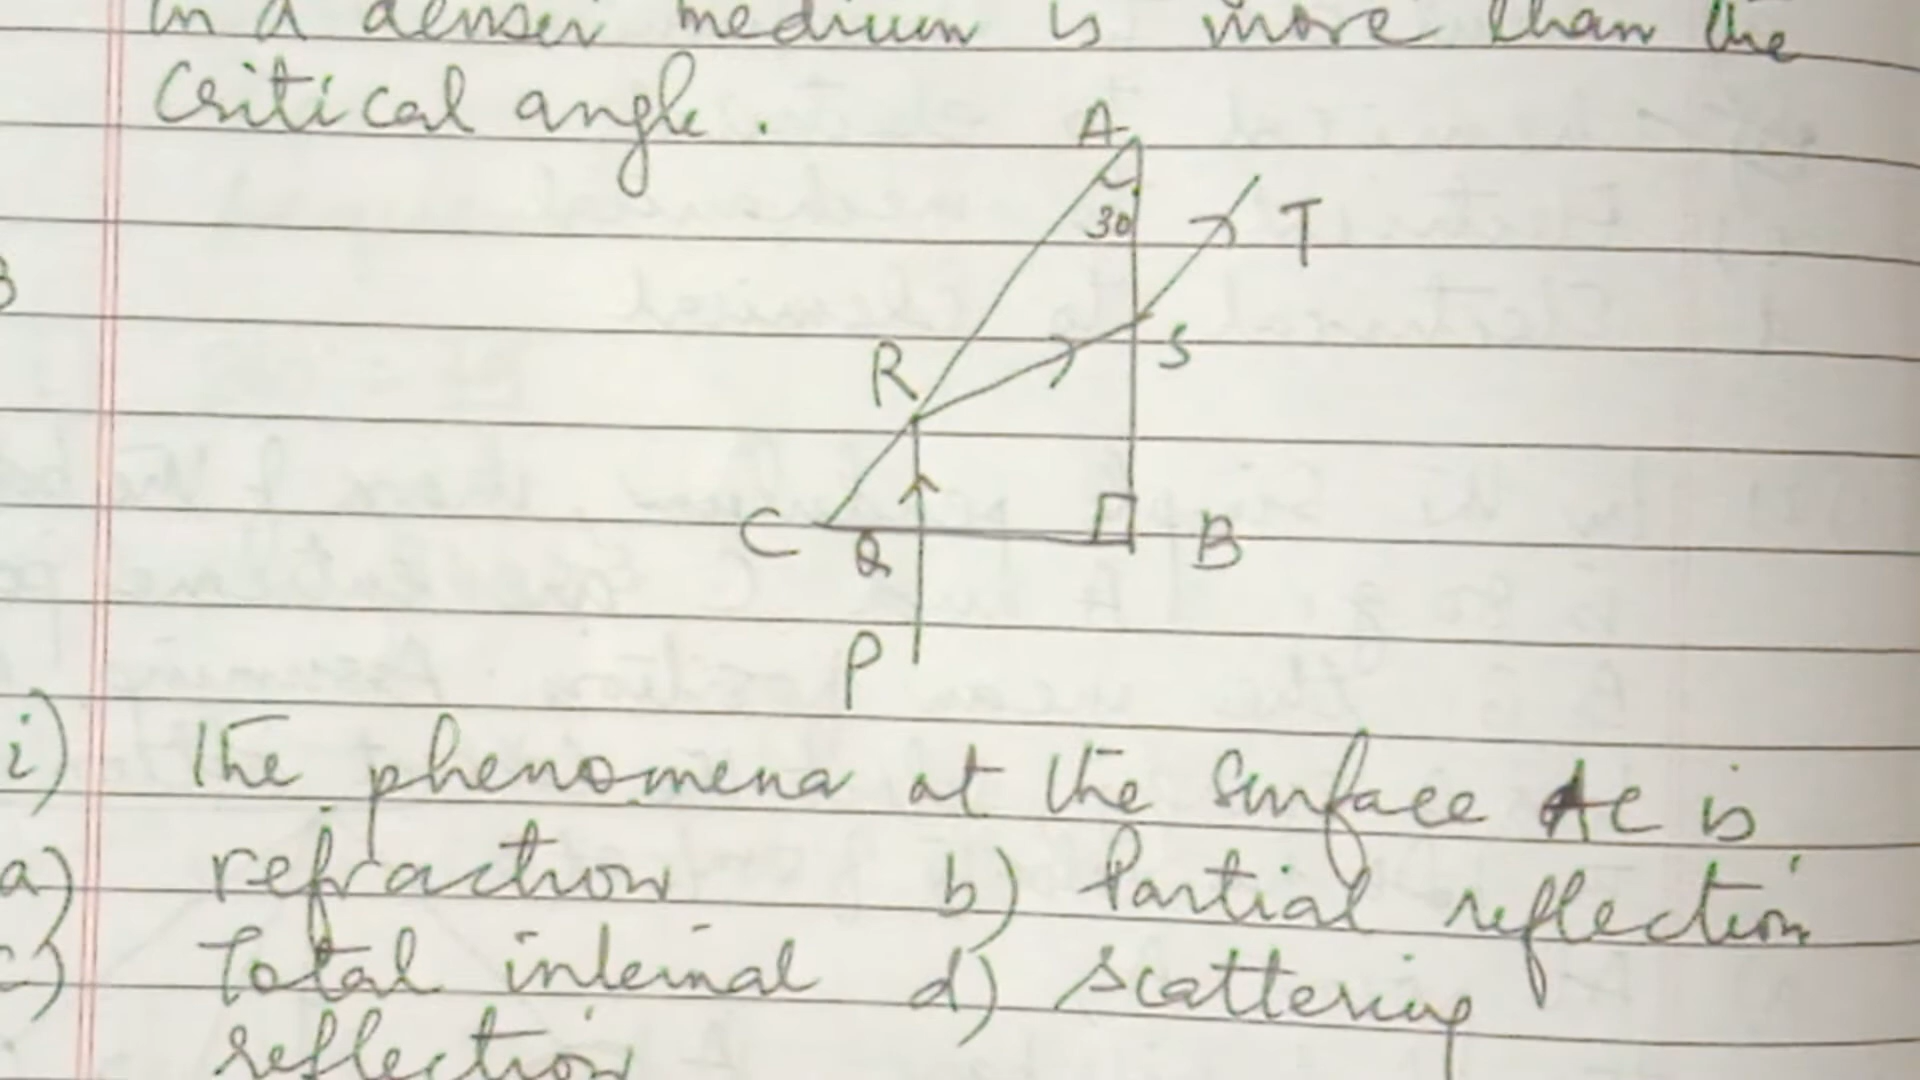 in a denser medium is more than the
critical angle.
A
30
T
R
S
C
Q
B
P
i) The phenomena at the surface AC is
a) refraction b) Partial reflection
c) Total internal d) scattering
reflection